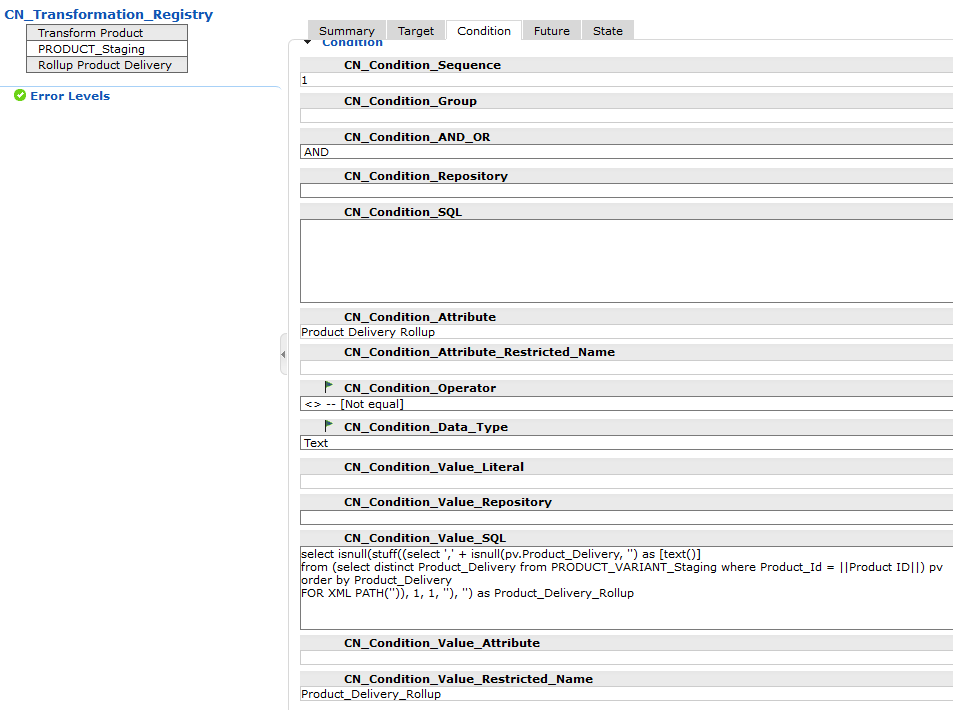 CN_Transformation_Registry
Transform Product
PRODUCT_Staging
Rollup Product Delivery
Error Levels
Summary Target Condition Future State
Condition
CN_Condition_Sequence
1
CN_Condition_Group
CN_Condition_AND_OR
AND
CN_Condition_Repository
CN_Condition_SQL
CN_Condition_Attribute
Product Delivery Rollup
CN_Condition_Attribute_Restricted_Name
CN_Condition_Operator
<> -- [Not equal]
CN_Condition_Data_Type
Text
CN_Condition_Value_Literal
CN_Condition_Value_Repository
CN_Condition_Value_SQL
select isnull(stuff((select ',' + isnull(pv.Product_Delivery, '') as [text()]
from (select distinct Product_Delivery from PRODUCT_VARIANT_Staging where Product_Id = ||Product ID||) pv
order by Product_Delivery
FOR XML PATH('')), 1, 1, ''), '') as Product_Delivery_Rollup
CN_Condition_Value_Attribute
CN_Condition_Value_Restricted_Name
Product_Delivery_Rollup